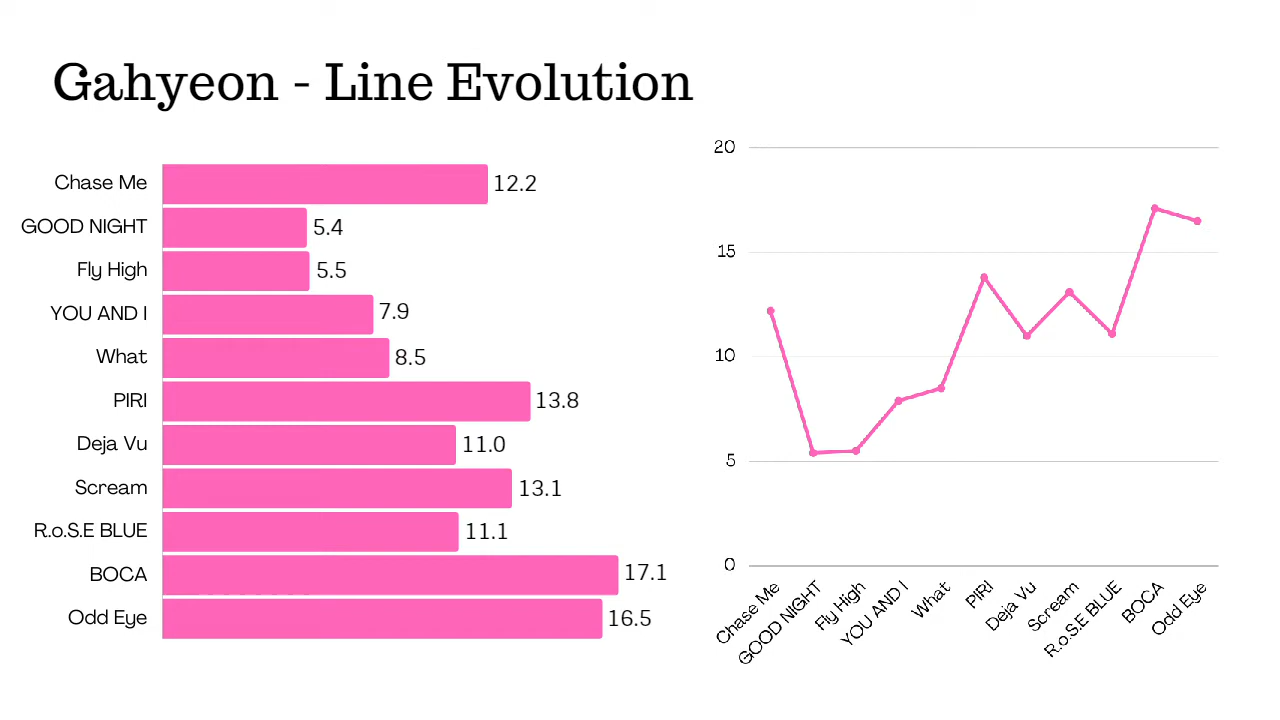 Gahyeon - Line Evolution
Chase Me 12.2
GOOD NIGHT 5.4
Fly High 5.5
YOU AND I 7.9
What 8.5
PIRI 13.8
Deja Vu 11.0
Scream 13.1
R.o.S.E BLUE 11.1
BOCA 17.1
Odd Eye 16.5
20
15
10
5
0
Chase Me
GOOD NIGHT
Fly High
YOU AND I
What
PIRI
Deja Vu
Scream
R.o.S.E BLUE
BOCA
Odd Eye